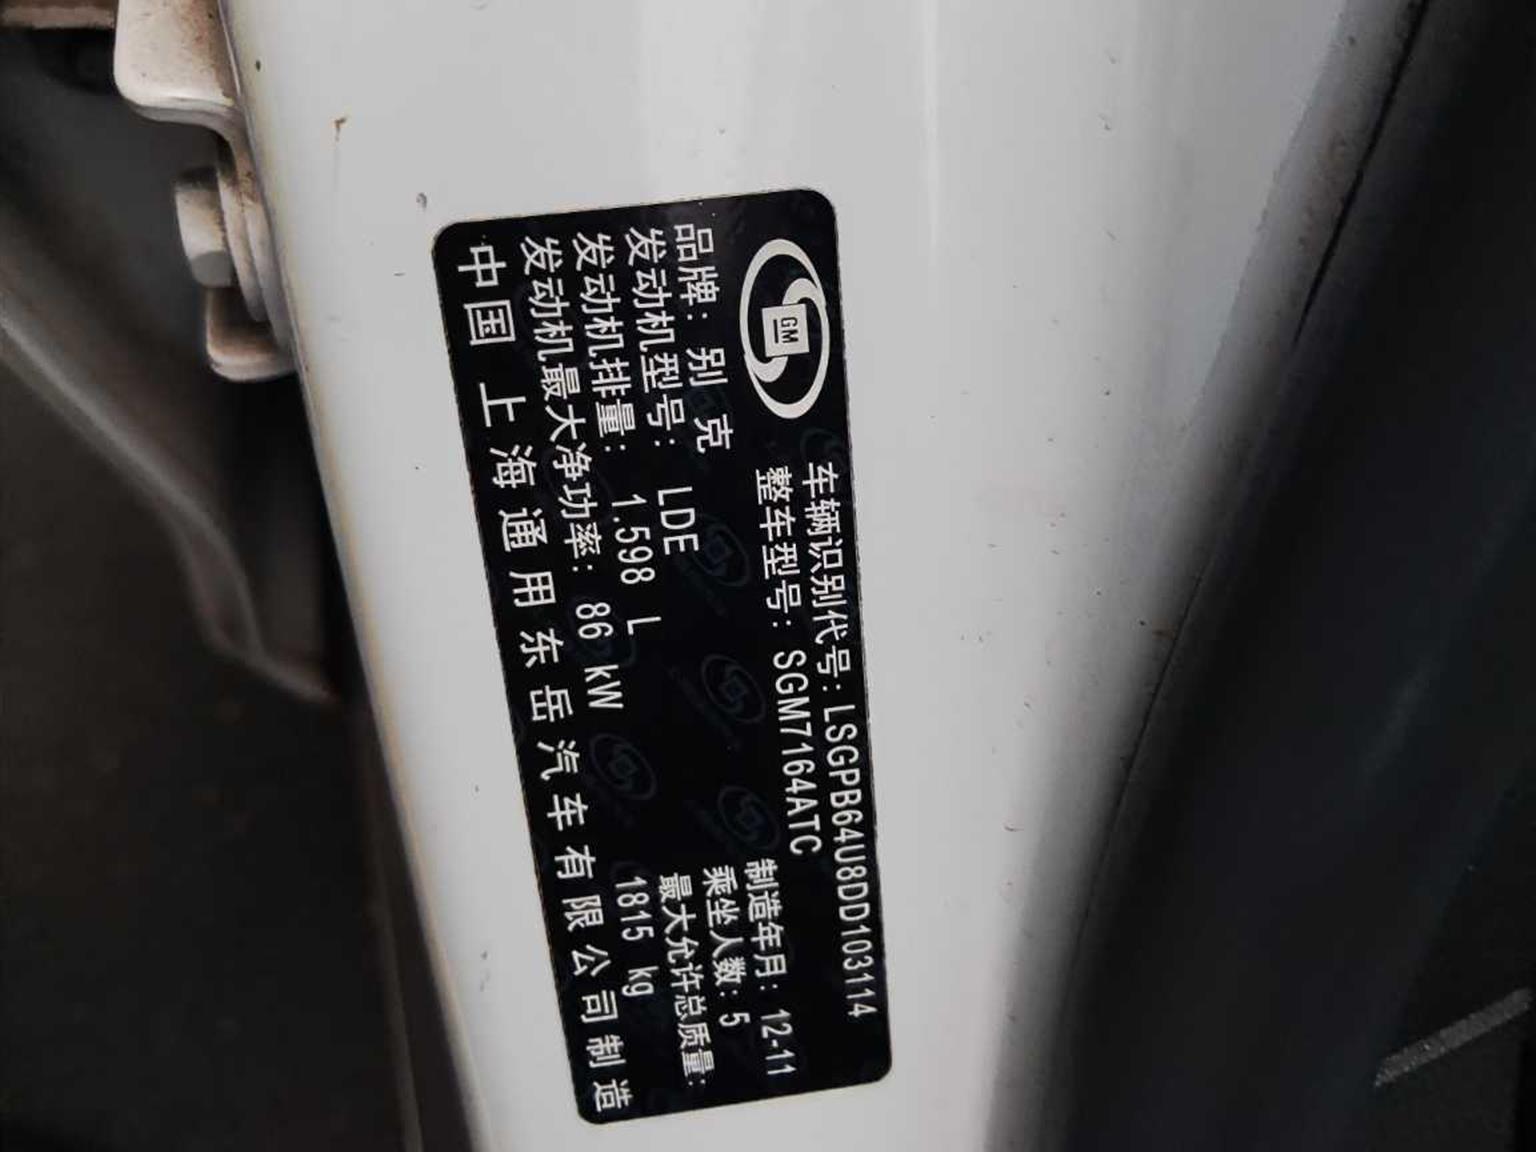 GM
车辆识别代号:LSGPB64U8DD103114
整车型号: SGM7164ATC
品牌: 别 克
制造年月: 12-11
发动机型号: LDE
乘坐人数: 5
发动机排量: 1.598 L
最大允许总质量:
发动机最大净功率: 86 kW
1815 kg
中国 上海通用东岳汽车有限公司制造